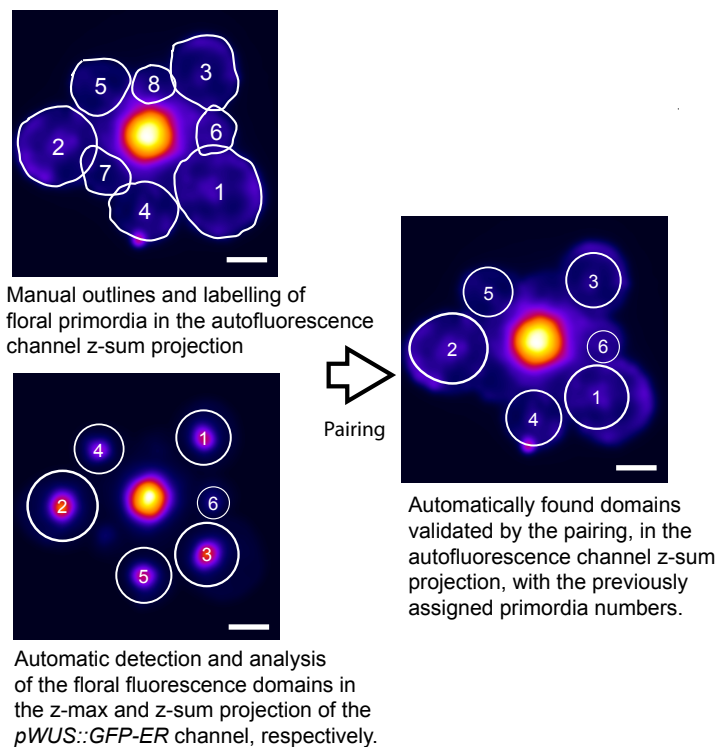 3
5
8
6
2
7
1
4
Manual outlines and labelling of
floral primordia in the autofluorescence
channel z-sum projection
Pairing
1
4
2
6
3
5
Automatic detection and analysis
of the floral fluorescence domains in
the z-max and z-sum projection of the
pWUS::GFP-ER channel, respectively.
3
5
6
2
1
4
Automatically found domains
validated by the pairing, in the
autofluorescence channel z-sum
projection, with the previously
assigned primordia numbers.